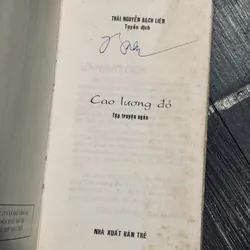 THÁI NGUYỄN BẠCH LIÊN
Tuyển dịch
Cao lương đỏ
Tập truyện ngắn
NHÀ XUẤT BẢN TRẺ